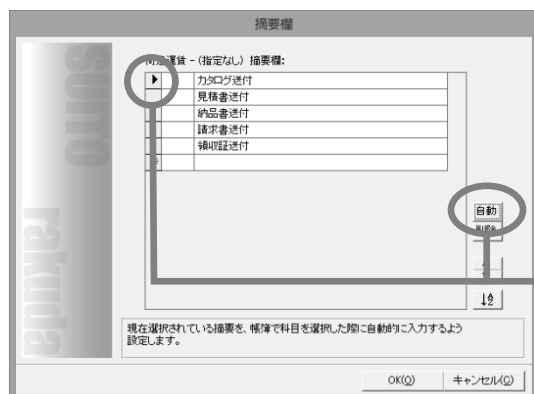 摘要欄
(指定なし) 摘要欄:
カタログ送付
見積書送付
納品書送付
請求書送付
領収証送付
自動
現在選択されている摘要を、帳簿で科目を選択した際に自動的に入力するよう
設定します。
OK(O)
キャンセル(C)
SUITO
rakuda